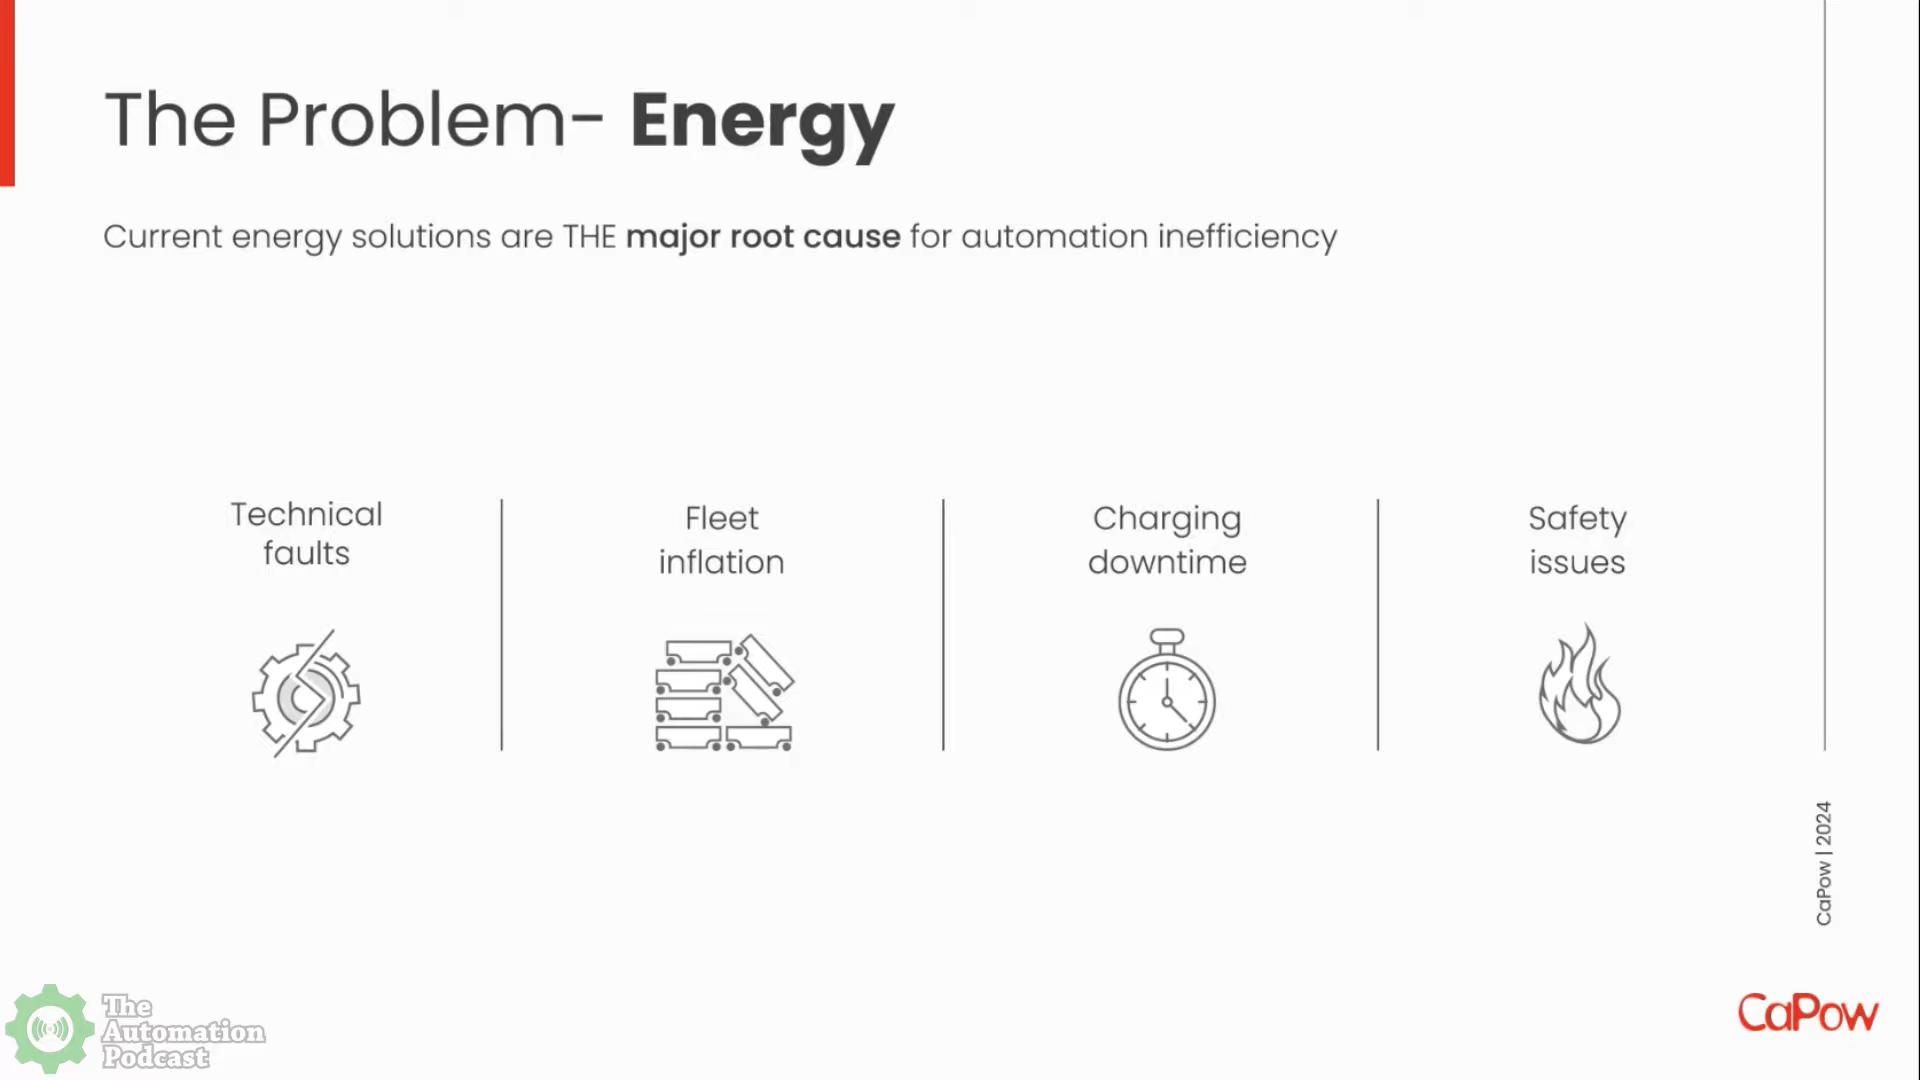 The Problem- Energy
Current energy solutions are THE major root cause for automation inefficiency
Technical
faults
Fleet
inflation
Charging
downtime
Safety
issues
CaPow | 2024
The
Automation
Podcast
CaPow